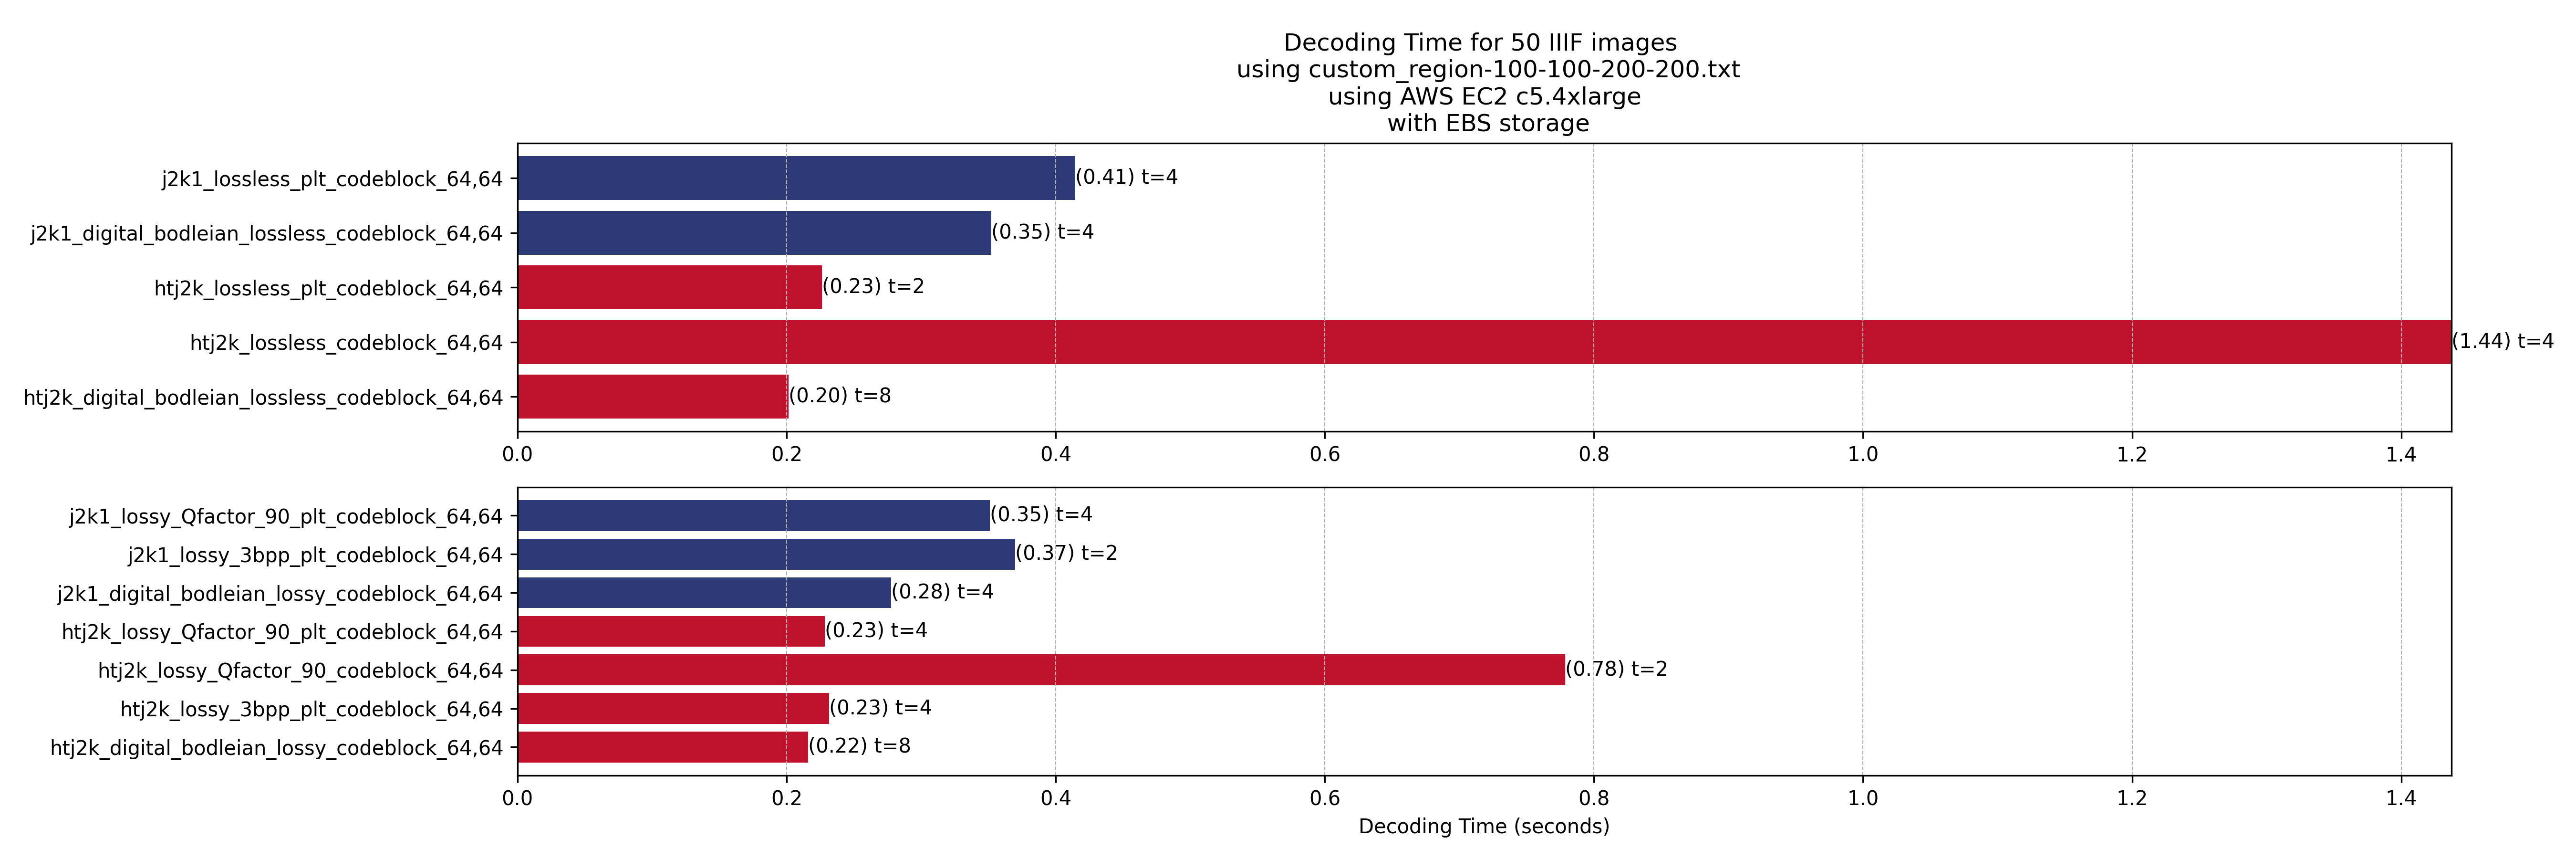 Decoding Time for 50 IIIF images
using custom_region-100-100-200-200.txt
using AWS EC2 c5.4xlarge
with EBS storage
j2k1_lossless_plt_codeblock_64,64 (0.41) t=4
j2k1_digital_bodleian_lossless_codeblock_64,64 (0.35) t=4
htj2k_lossless_plt_codeblock_64,64 (0.23) t=2
htj2k_lossless_codeblock_64,64 (1.44) t=4
htj2k_digital_bodleian_lossless_codeblock_64,64 (0.20) t=8
0.0 0.2 0.4 0.6 0.8 1.0 1.2 1.4
j2k1_lossy_Qfactor_90_plt_codeblock_64,64 (0.35) t=4
j2k1_lossy_3bpp_plt_codeblock_64,64 (0.37) t=2
j2k1_digital_bodleian_lossy_codeblock_64,64 (0.28) t=4
htj2k_lossy_Qfactor_90_plt_codeblock_64,64 (0.23) t=4
htj2k_lossy_Qfactor_90_codeblock_64,64 (0.78) t=2
htj2k_lossy_3bpp_plt_codeblock_64,64 (0.23) t=4
htj2k_digital_bodleian_lossy_codeblock_64,64 (0.22) t=8
0.0 0.2 0.4 0.6 0.8 1.0 1.2 1.4
Decoding Time (seconds)